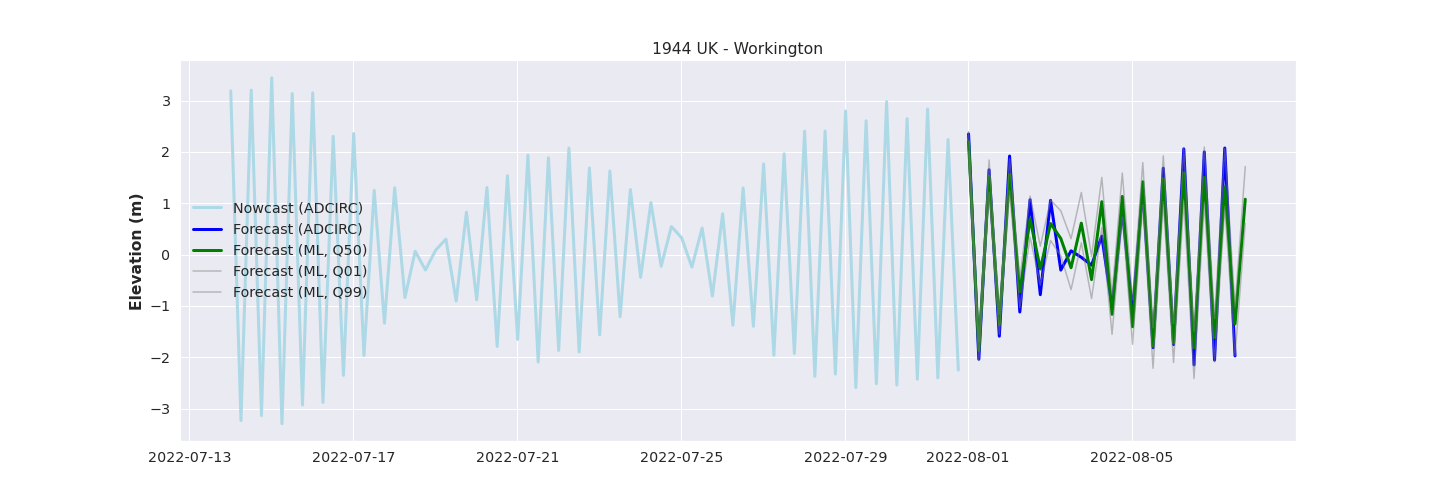 1944 UK - Workington
Elevation (m)
3
2
1
0
−1
−2
−3
Nowcast (ADCIRC)
Forecast (ADCIRC)
Forecast (ML, Q50)
Forecast (ML, Q01)
Forecast (ML, Q99)
2022-07-13 2022-07-17 2022-07-21 2022-07-25 2022-07-29 2022-08-01 2022-08-05